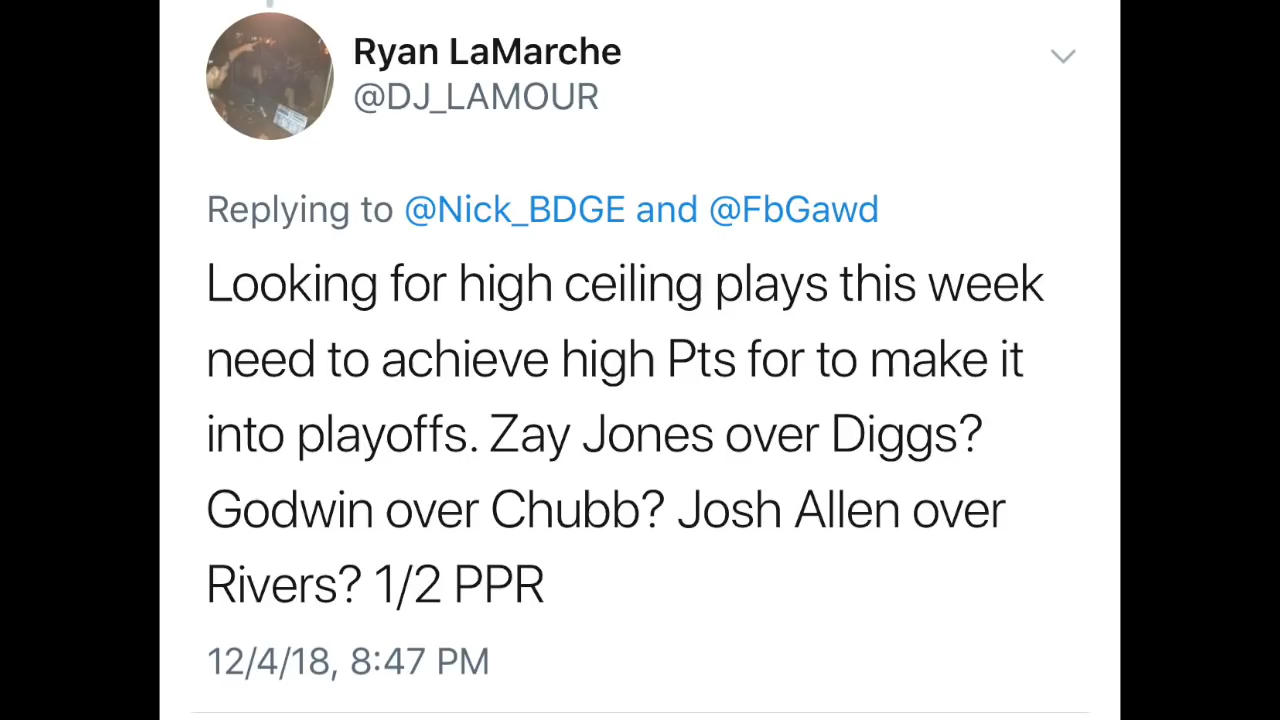 Ryan LaMarche
@DJ_LAMOUR
Replying to @Nick_BDGE and @FbGawd
Looking for high ceiling plays this week
need to achieve high Pts for to make it
into playoffs. Zay Jones over Diggs?
Godwin over Chubb? Josh Allen over
Rivers? 1/2 PPR
12/4/18, 8:47 PM